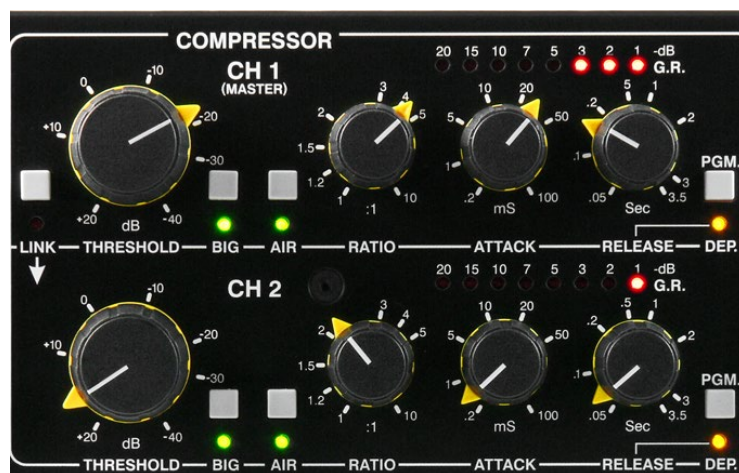 COMPRESSOR
20 15 10 7 5 3 2 1 -dB
CH 1 G.R.
(MASTER)
0 -10
+10 -20
-30
+20 dB -40
3 4
2 5
1.5
1.2
1 :1 10
10 20
5 50
1
.2 mS 100
.5 1
.2 2
.1
3
.05 Sec 3.5
PGM.
LINK THRESHOLD BIG AIR RATIO ATTACK RELEASE DEP.
20 15 10 7 5 3 2 1 -dB
CH 2 G.R.
0 -10
+10 -20
-30
+20 dB -40
3 4
2 5
1.5
1.2
1 :1 10
10 20
5 50
1
.2 mS 100
.5 1
.2 2
.1
3
.05 Sec 3.5
PGM.
THRESHOLD BIG AIR RATIO ATTACK RELEASE DEP.